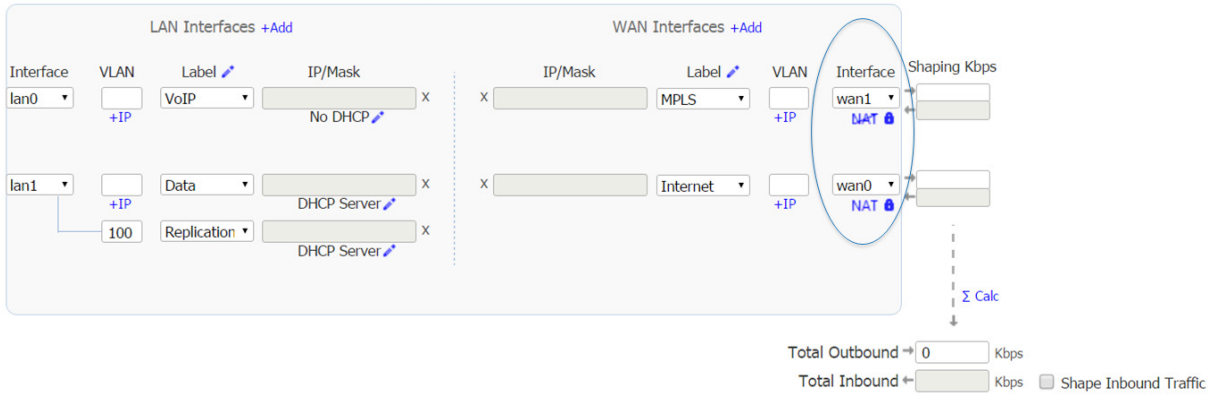 LAN Interfaces +Add WAN Interfaces +Add
Interface VLAN Label IP/Mask IP/Mask Label VLAN Interface Shaping Kbps
lan0 VoIP X X MPLS wan1
+IP No DHCP +IP NAT
lan1 Data X X Internet wan0
+IP DHCP Server +IP NAT
100 Replication X
DHCP Server
Σ Calc
Total Outbound 0 Kbps
Total Inbound Kbps Shape Inbound Traffic